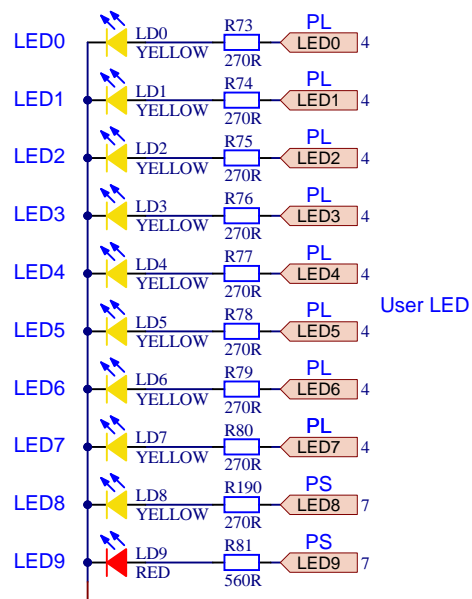 PL
LED0 LD0 R73 LED0 4
YELLOW 270R
PL
LED1 LD1 R74 LED1 4
YELLOW 270R
PL
LED2 LD2 R75 LED2 4
YELLOW 270R
PL
LED3 LD3 R76 LED3 4
YELLOW 270R
PL
LED4 LD4 R77 LED4 4
YELLOW 270R
User LED
PL
LED5 LD5 R78 LED5 4
YELLOW 270R
PL
LED6 LD6 R79 LED6 4
YELLOW 270R
PL
LED7 LD7 R80 LED7 4
YELLOW 270R
PS
LED8 LD8 R190 LED8 7
YELLOW 270R
PS
LED9 LD9 R81 LED9 7
RED 560R